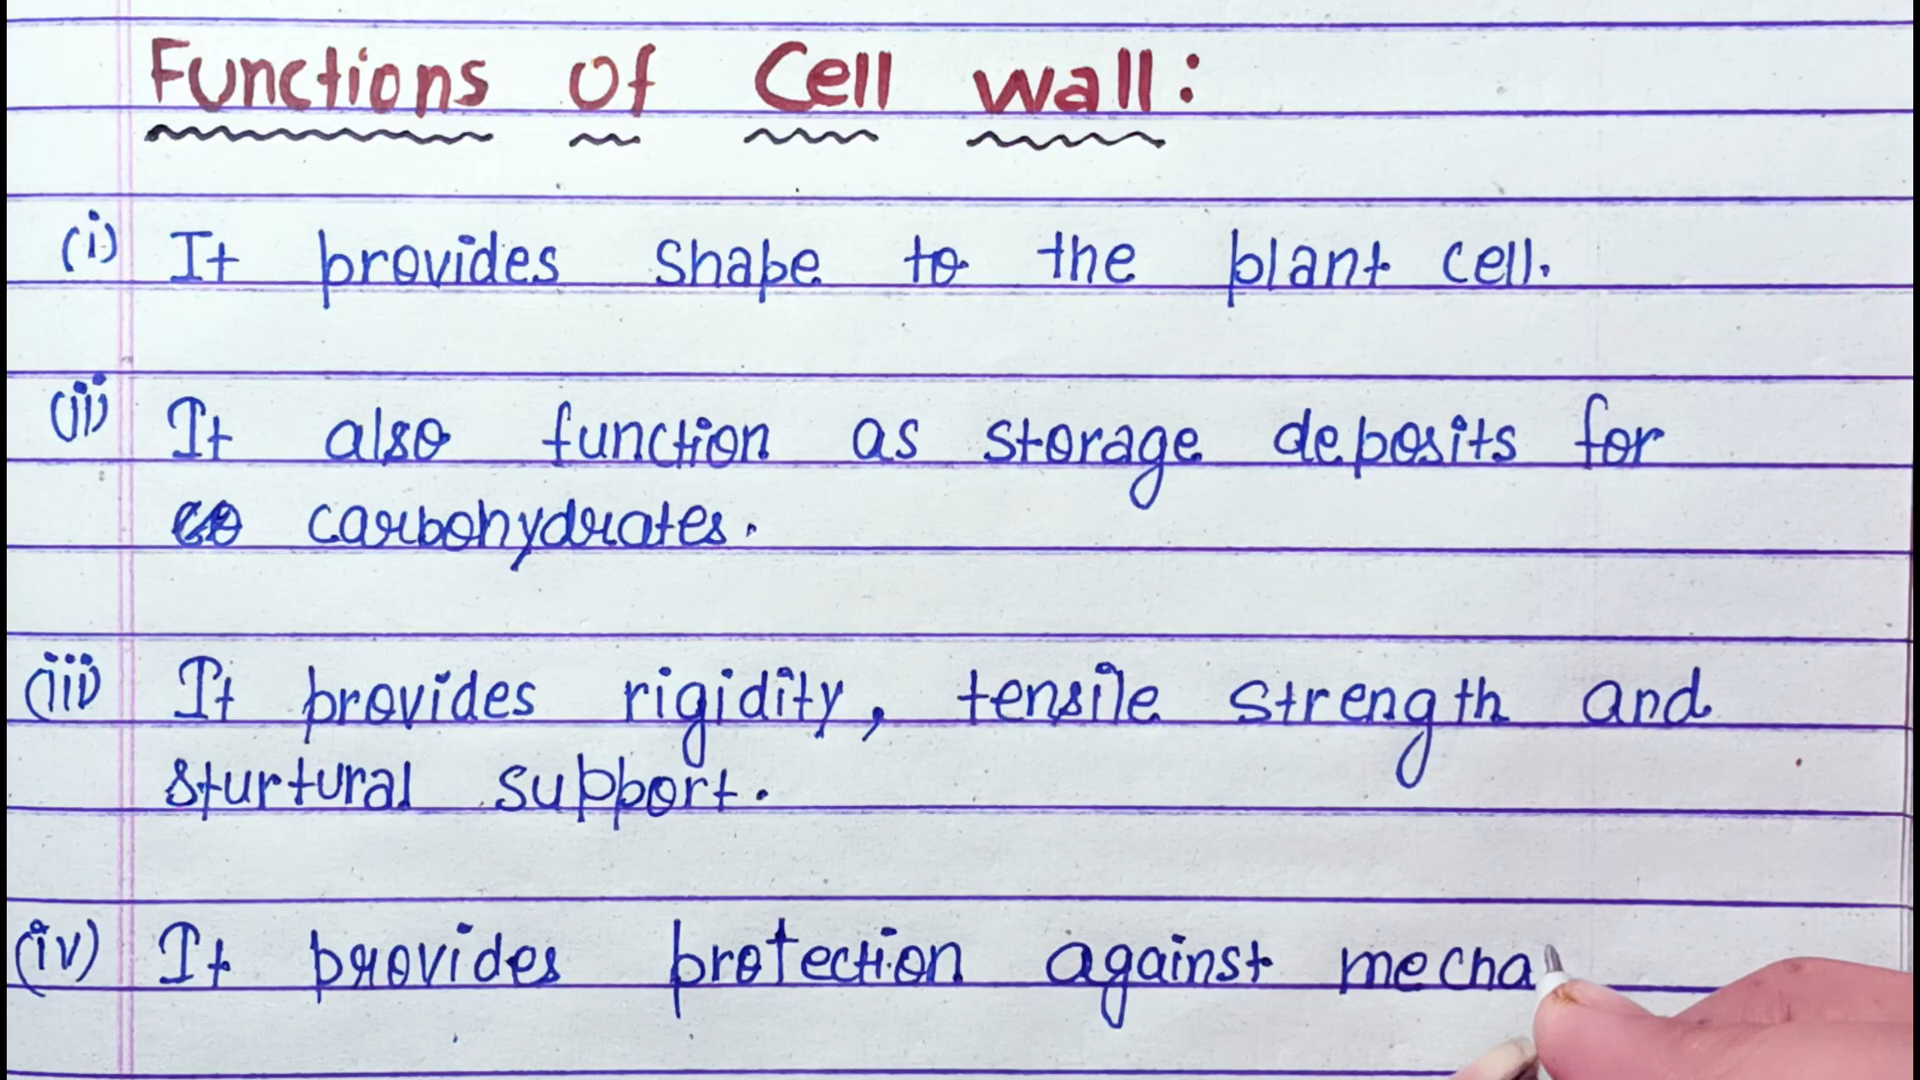 Functions Of Cell wall:
(i) It provides shape to the plant cell.
(ii) It also function as storage deposits for
carbohydrates.
(iii) It provides rigidity, tensile strength and
sturtural support.
(iv) It provides protection against mecha